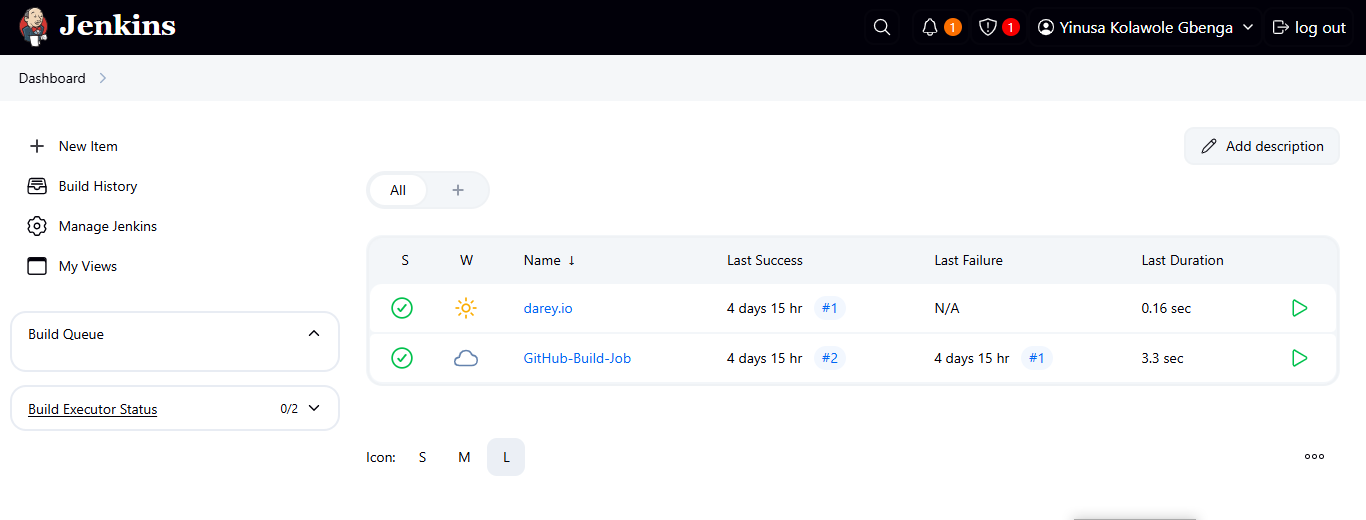 Jenkins
1
1
Yinusa Kolawole Gbenga
log out
Dashboard
New Item
Build History
Manage Jenkins
My Views
Build Queue
Build Executor Status 0/2
Add description
All +
S W Name ↓ Last Success Last Failure Last Duration
darey.io 4 days 15 hr #1 N/A 0.16 sec
GitHub-Build-Job 4 days 15 hr #2 4 days 15 hr #1 3.3 sec
Icon: S M L